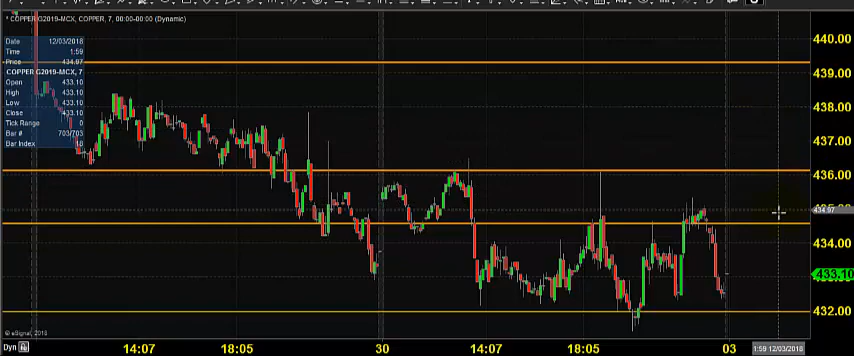 * COPPER G2019-MCX, COPPER, 7, 00:00-00:00 (Dynamic)
Date 12/03/2018
Time 1:59
Price 434.97
COPPER G2019-MCX, 7
Open 433.10
High 433.10
Low 433.10
Close 433.10
Tick Range 0
Bar # 703/703
Bar Index 18
440.00
439.00
438.00
437.00
436.00
434.97
434.00
433.10
432.00
© eSignal, 2018
Dyn 14:07 18:05 30 14:07 18:05 03 1:59 12/03/2018